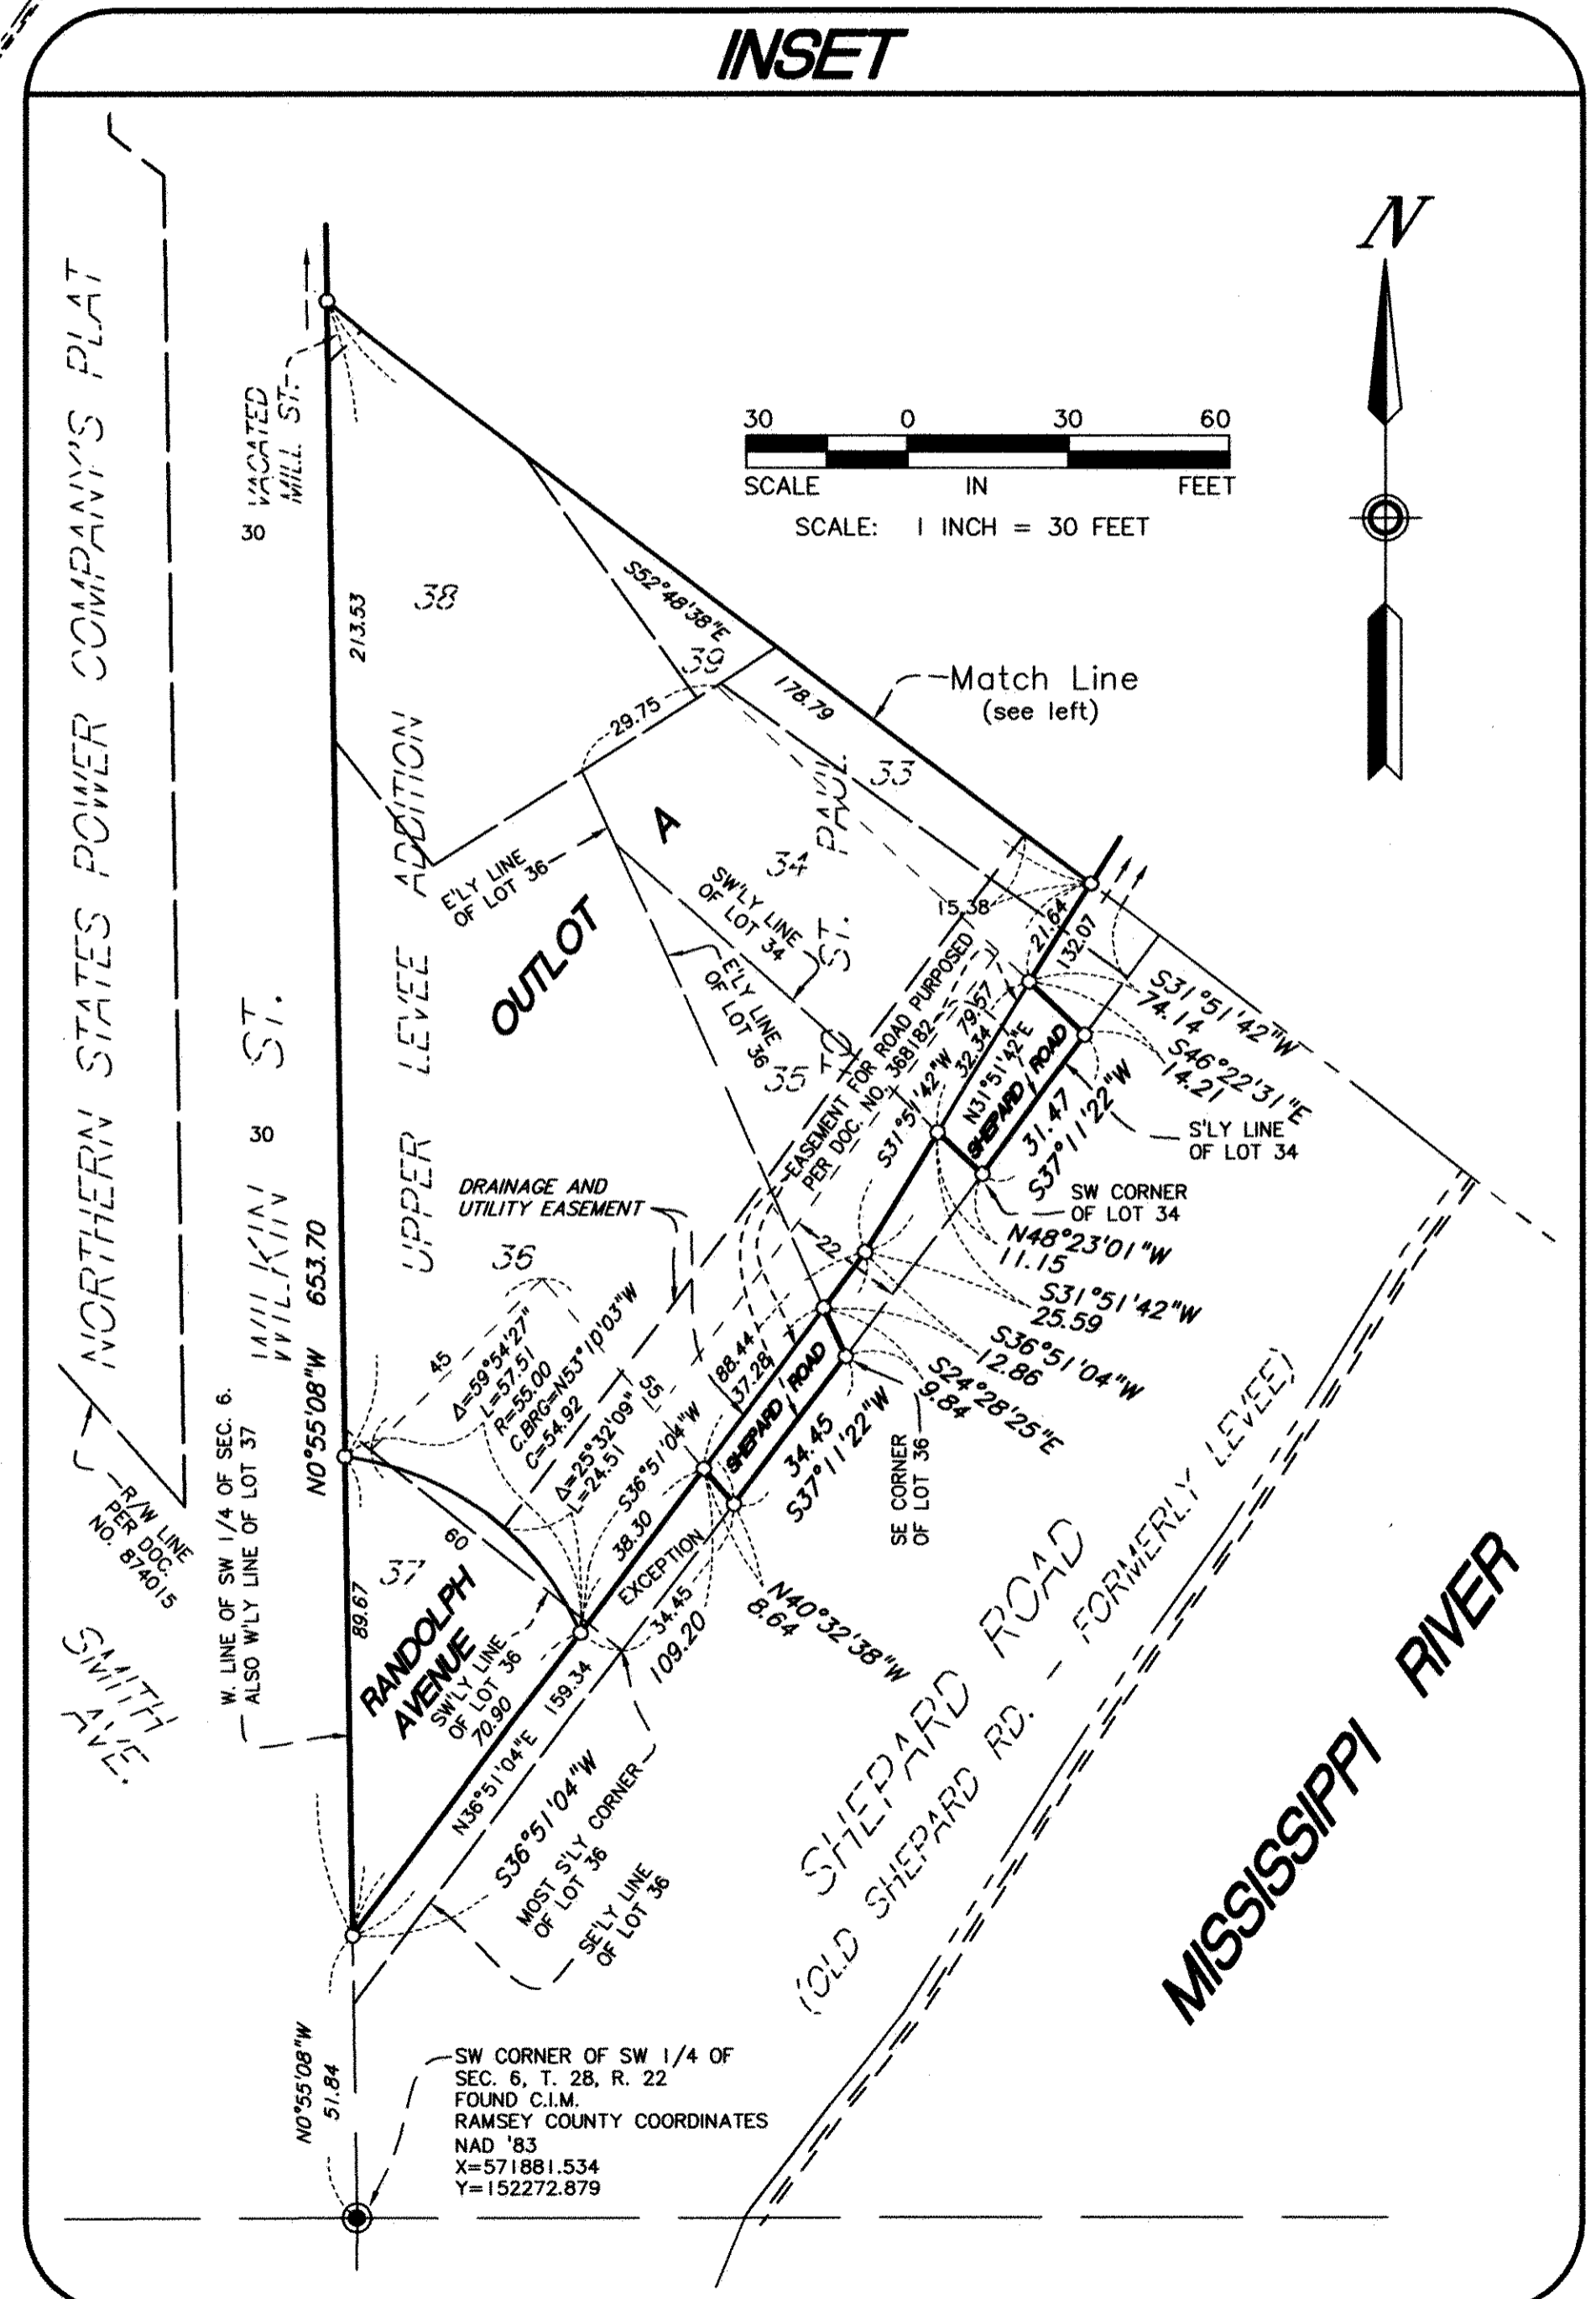 INSET
N
30 0 30 60
SCALE IN FEET
SCALE: 1 INCH = 30 FEET
NORTHERN STATES POWER COMPANY'S PLAT
VACATED
MILL ST.
30
213.53
38
S52°48'38"E
39
178.79
Match Line
(see left)
29.75
33
UPPER LEVEE ADDITION
ST. PAUL
TO ST. PAUL
34
A
OUTLOT
E'LY LINE
OF LOT 36
SW'LY LINE
OF LOT 34
E'LY LINE
OF LOT 36
35
15.38
21.64
132.07
EASEMENT FOR ROAD PURPOSED
PER DOC. NO. 368182
79.57
S31°51'42"W
32.34
N31°51'42"E
SHEPARD ROAD
S31°51'42"W
74.14
S46°22'31"E
14.21
31.47
S37°11'22"W
S'LY LINE
OF LOT 34
SW CORNER
OF LOT 34
N48°23'01"W
11.15
S31°51'42"W
25.59
S36°51'04"W
12.86
S24°28'25"E
9.84
WILKIN ST.
30
N0°55'08"W 653.70
DRAINAGE AND
UTILITY EASEMENT
36
22
45
Δ=59°54'27"
L=57.51
R=55.00
C.BRG=N53°10'03"W
C=54.92
Δ=25°32'09"
L=24.51
55
188.44
37.28
S36°51'04"W
38.30
SHEPARD ROAD
34.45
S37°11'22"W
SE CORNER
OF LOT 36
EXCEPTION
34.45
109.20
N40°32'38"W
8.64
R/W LINE
PER DOC.
NO. 874015
W. LINE OF SW 1/4 OF SEC. 6.
ALSO W'LY LINE OF LOT 37
60
37
89.67
RANDOLPH
AVENUE
SW'LY LINE
OF LOT 36
70.90
159.34
N36°51'04"E
S36°51'04"W
MOST S'LY CORNER
OF LOT 36
SE'LY LINE
OF LOT 36
SMITH
AVE.
SHEPARD ROAD
(OLD SHEPARD RD. - FORMERLY LEVEE)
MISSISSIPPI RIVER
N0°55'08"W
51.84
SW CORNER OF SW 1/4 OF
SEC. 6, T. 28, R. 22
FOUND C.I.M.
RAMSEY COUNTY COORDINATES
NAD '83
X=571881.534
Y=152272.879